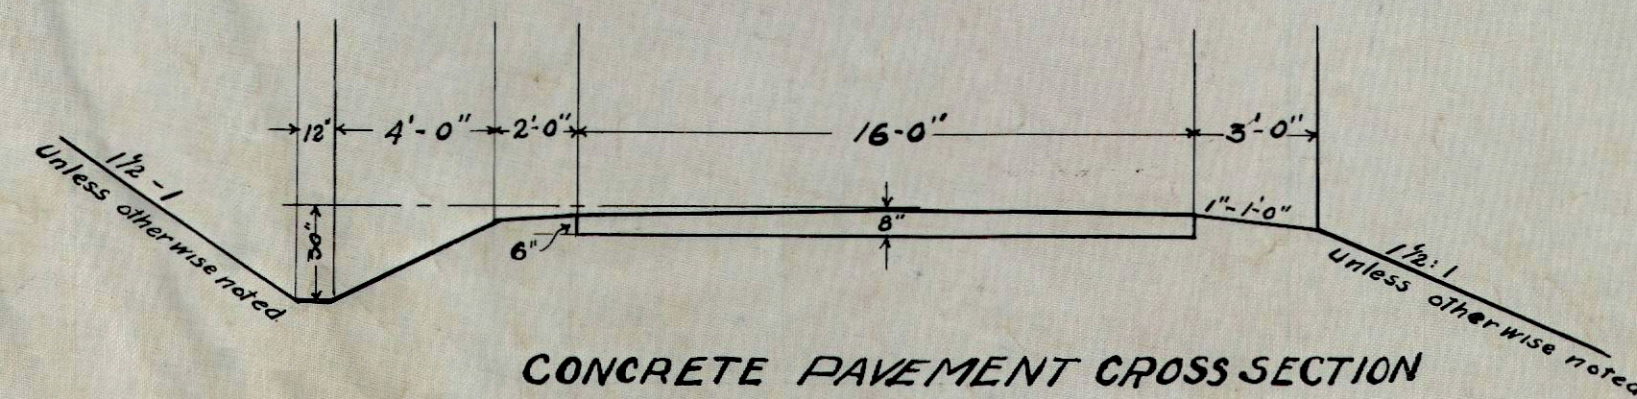 12" 4'-0" 2'-0" 16-0" 3'-0"
1½ - 1
Unless otherwise noted.
30"
6"
8"
1"-1'-0"
1½:1
Unless otherwise noted
CONCRETE PAVEMENT CROSS SECTION